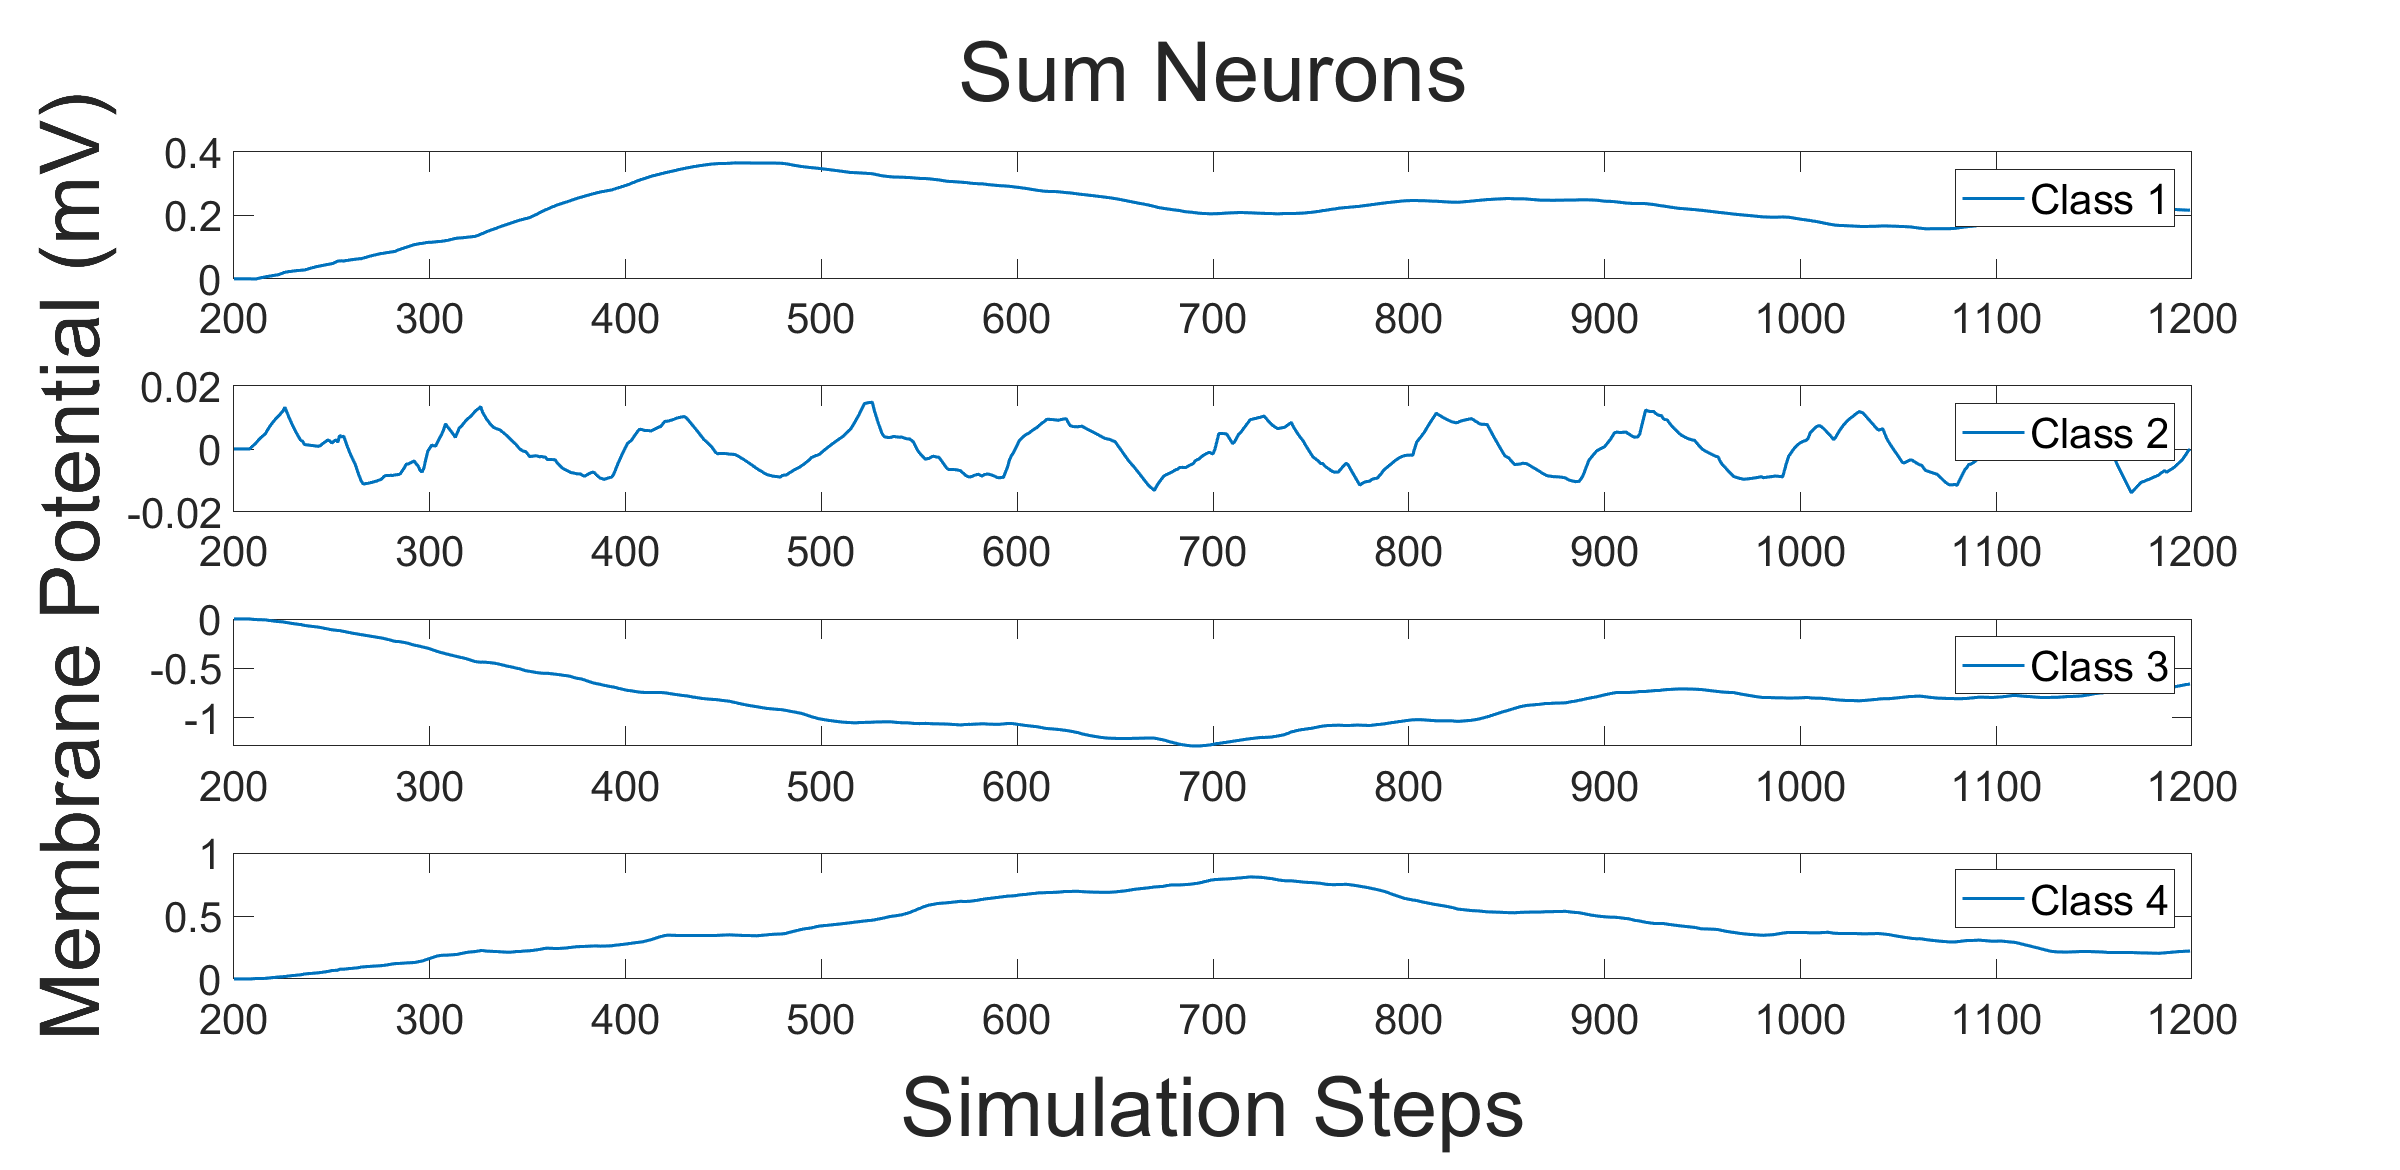 Sum Neurons
Membrane Potential (mV)
0.4
0.2
0
200 300 400 500 600 700 800 900 1000 1100 1200
Class 1
0.02
0
-0.02
200 300 400 500 600 700 800 900 1000 1100 1200
Class 2
0
-0.5
-1
200 300 400 500 600 700 800 900 1000 1100 1200
Class 3
1
0.5
0
200 300 400 500 600 700 800 900 1000 1100 1200
Class 4
Simulation Steps